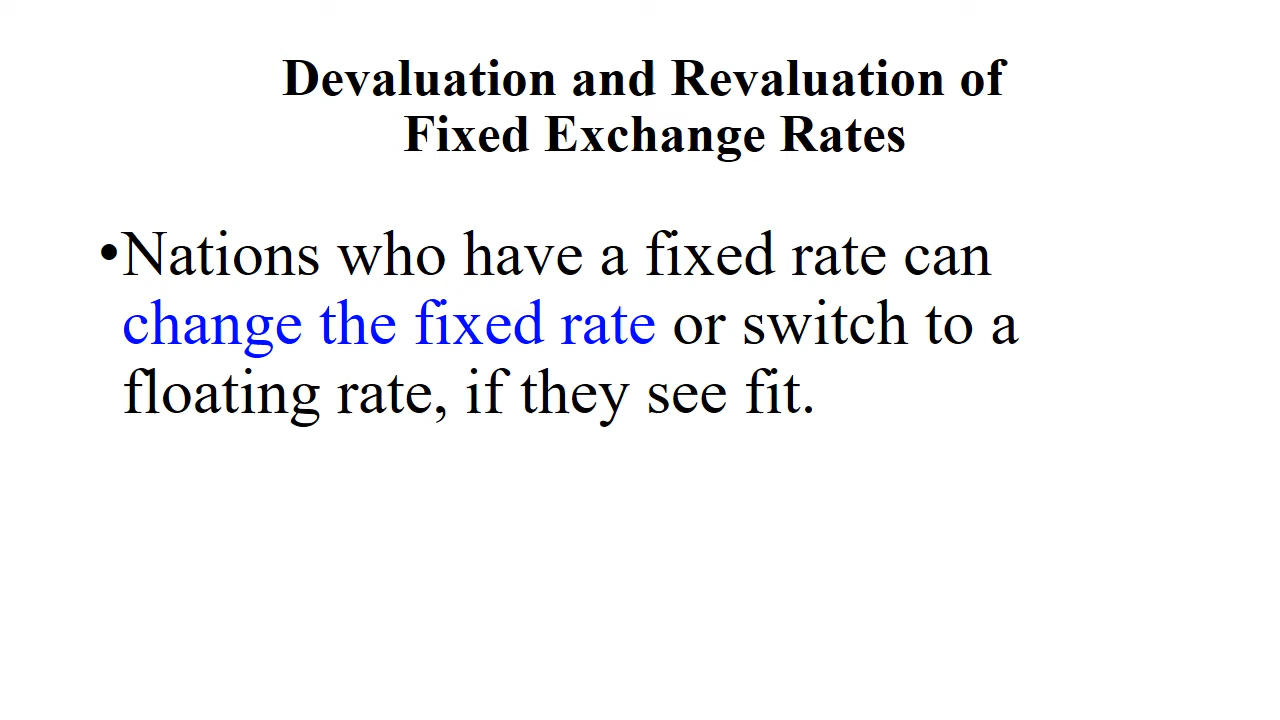 Devaluation and Revaluation of
Fixed Exchange Rates
•Nations who have a fixed rate can
change the fixed rate or switch to a
floating rate, if they see fit.